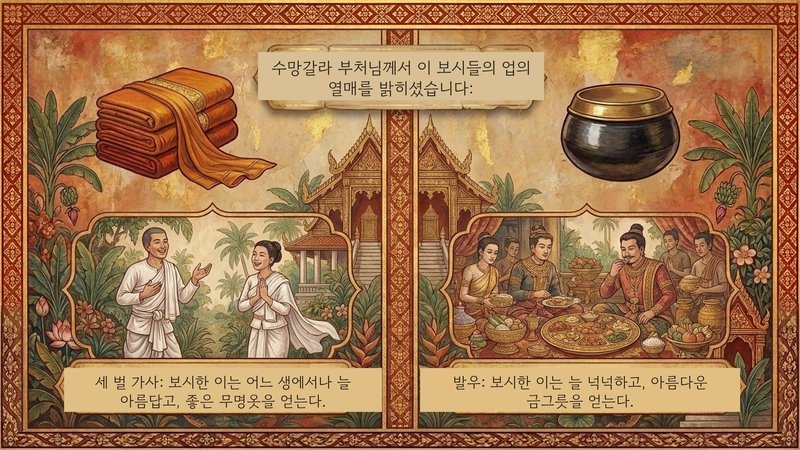 수망갈라 부처님께서 이 보시들의 업의
열매를 밝히셨습니다:
세 벌 가사: 보시한 이는 어느 생에서나 늘
아름답고, 좋은 무명옷을 얻는다.
발우: 보시한 이는 늘 넉넉하고, 아름다운
금그릇을 얻는다.